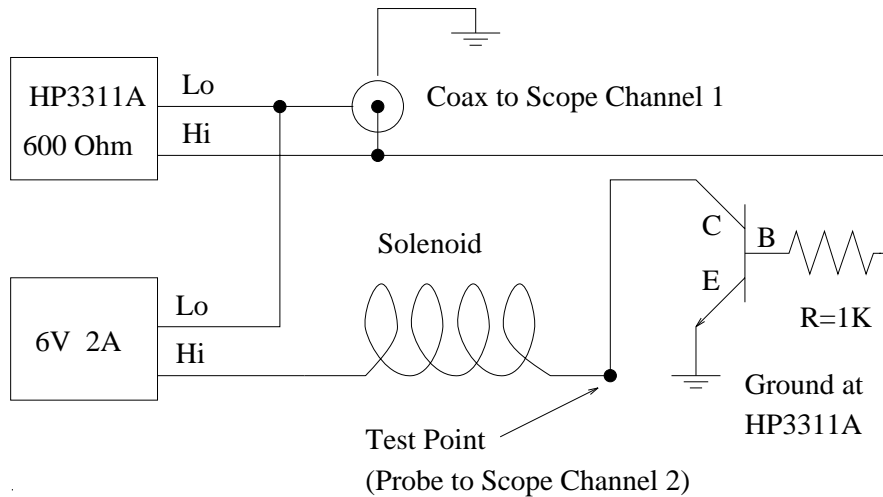 HP3311A
600 Ohm
Lo
Hi
Coax to Scope Channel 1
Solenoid
C
B
E
R=1K
6V 2A
Lo
Hi
Ground at
HP3311A
Test Point
(Probe to Scope Channel 2)